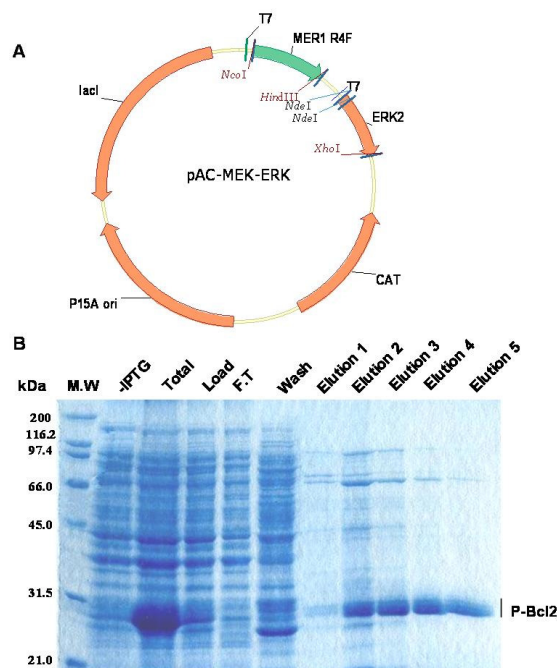 A
T7
MER1 R4F
NcoI
HindIII
NdeI
T7
NdeI
ERK2
XhoI
lacI
pAC-MEK-ERK
CAT
P15A ori
B
kDa
M.W
-IPTG
Total
Load
F.T
Wash
Elution 1
Elution 2
Elution 3
Elution 4
Elution 5
200
116.2
97.4
66.0
45.0
31.5
21.0
P-Bcl2